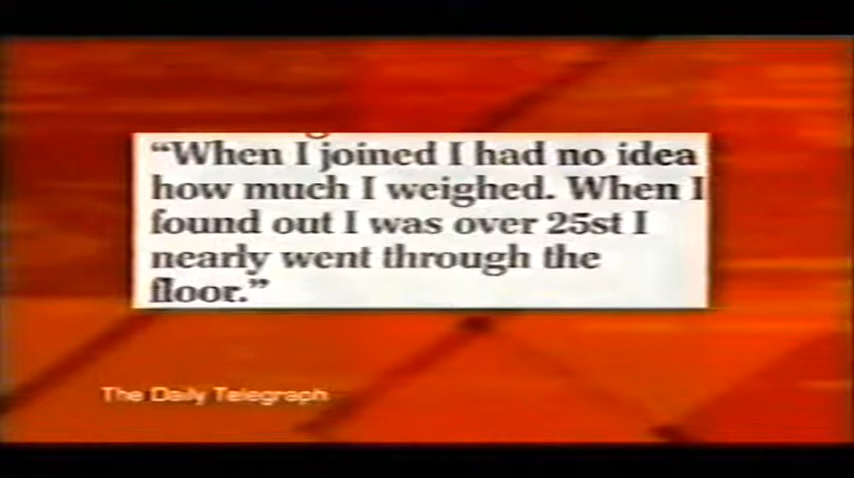 “When I joined I had no idea
how much I weighed. When I
found out I was over 25st I
nearly went through the
floor.”
The Daily Telegraph